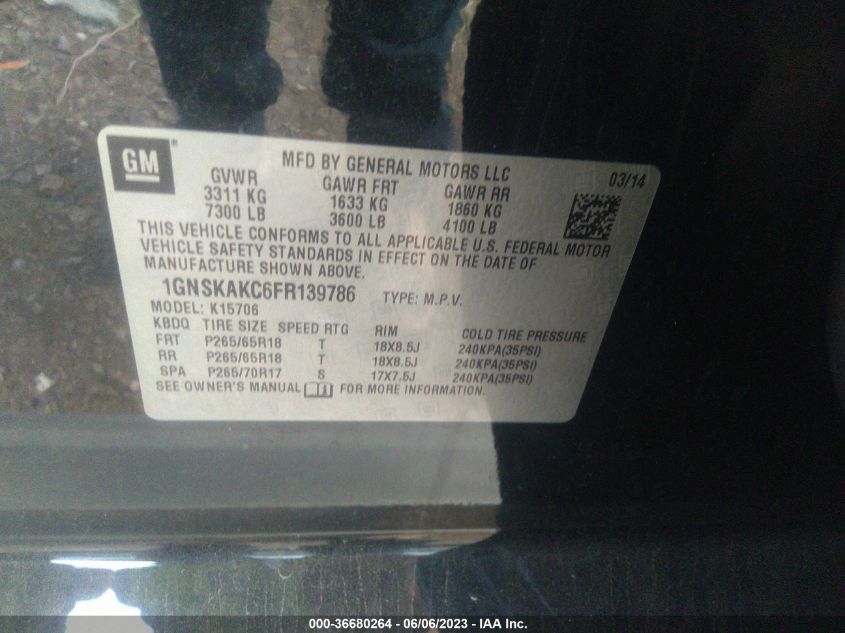 GM®
MFD BY GENERAL MOTORS LLC
03/14
GVWR GAWR FRT GAWR RR
3311 KG 1633 KG 1860 KG
7300 LB 3600 LB 4100 LB
THIS VEHICLE CONFORMS TO ALL APPLICABLE U.S. FEDERAL MOTOR
VEHICLE SAFETY STANDARDS IN EFFECT ON THE DATE OF
MANUFACTURE SHOWN ABOVE.
1GNSKAKC6FR139786 TYPE: M.P.V.
MODEL: K15706
KBDQ TIRE SIZE SPEED RTG RIM COLD TIRE PRESSURE
FRT P265/65R18 T 18X8.5J 240KPA(35PSI)
RR P265/65R18 T 18X8.5J 240KPA(35PSI)
SPA P265/70R17 S 17X7.5J 240KPA(35PSI)
SEE OWNER'S MANUAL FOR MORE INFORMATION.
000-36680264 - 06/06/2023 - IAA Inc.